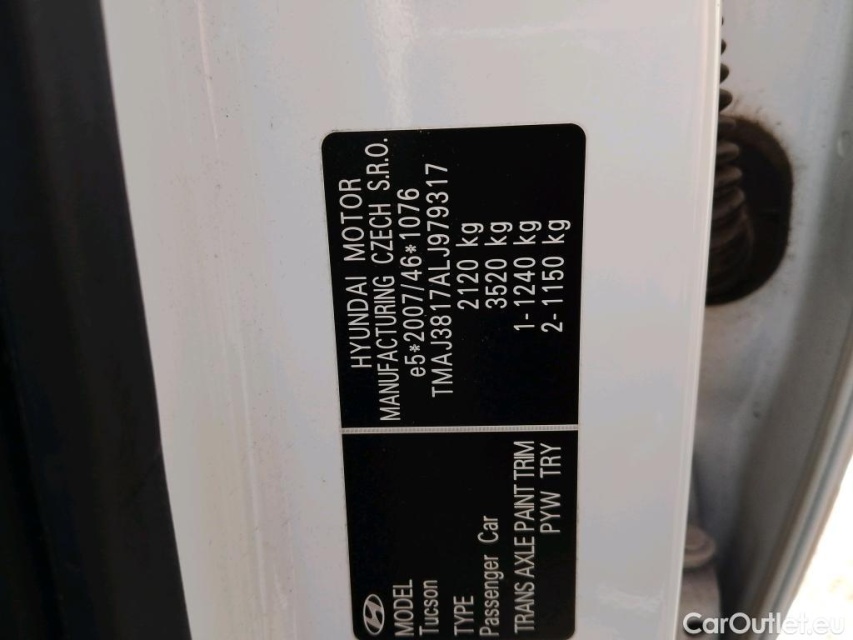 HYUNDAI MOTOR
MANUFACTURING CZECH S.R.O.
e5*2007/46*1076
TMAJ3817ALJ979317
2120 kg
3520 kg
1- 1240 kg
2- 1150 kg
MODEL
Tucson
TYPE
Passenger Car
TRANS AXLE PAINT TRIM
PYW TRY
CarOutlet.eu